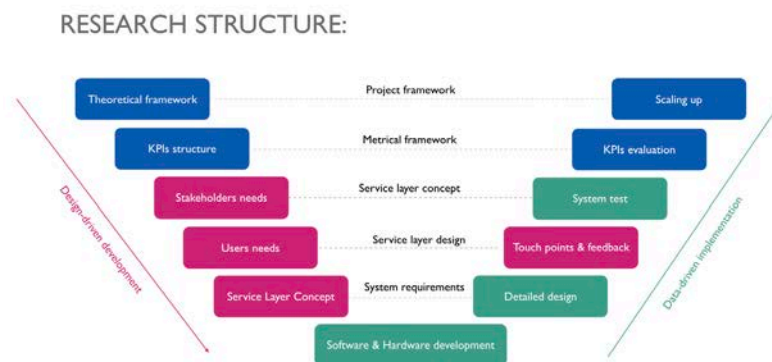 RESEARCH STRUCTURE:
Theoretical framework
Project framework
Scaling up
KPIs structure
Metrical framework
KPIs evaluation
Stakeholders needs
Service layer concept
System test
Users needs
Service layer design
Touch points & feedback
Service Layer Concept
System requirements
Detailed design
Software & Hardware development
Design-driven development
Data-driven implementation